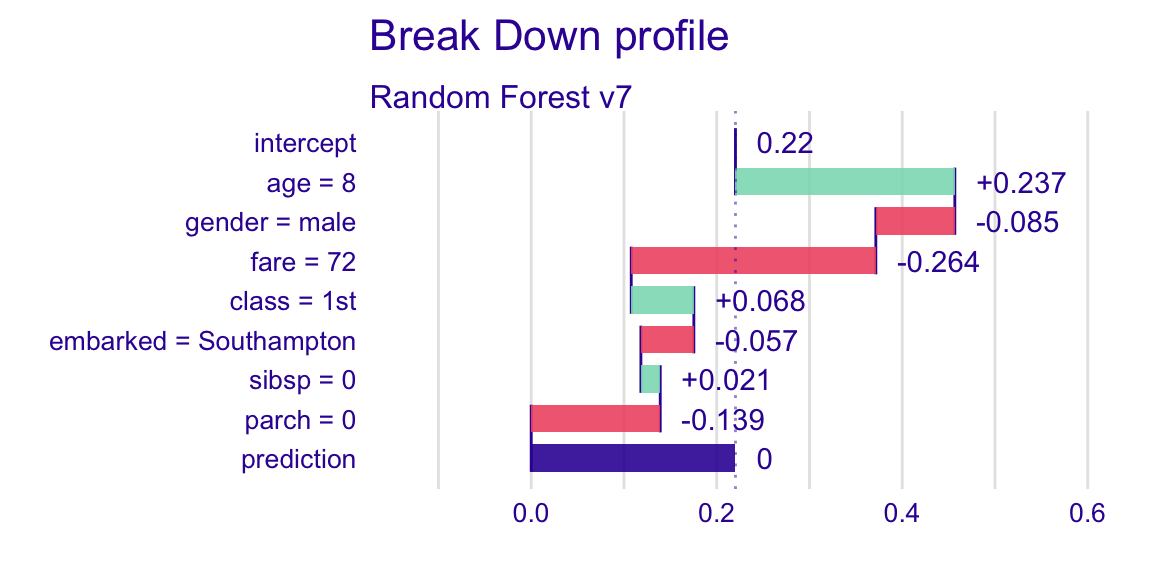 Break Down profile
Random Forest v7
intercept 0.22
age = 8 +0.237
gender = male -0.085
fare = 72 -0.264
class = 1st +0.068
embarked = Southampton -0.057
sibsp = 0 +0.021
parch = 0 -0.139
prediction 0
0.0 0.2 0.4 0.6